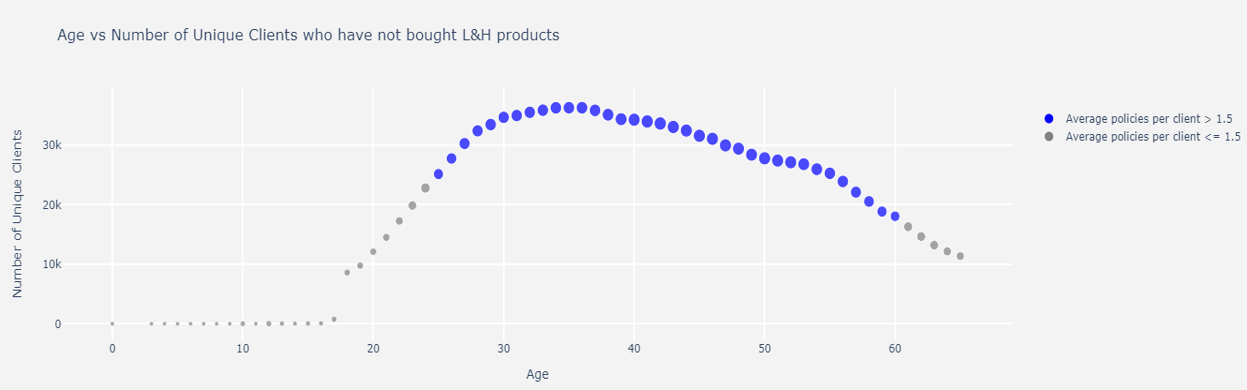 Age vs Number of Unique Clients who have not bought L&H products
Number of Unique Clients
30k
20k
10k
0
0 10 20 30 40 50 60
Age
Average policies per client > 1.5
Average policies per client <= 1.5